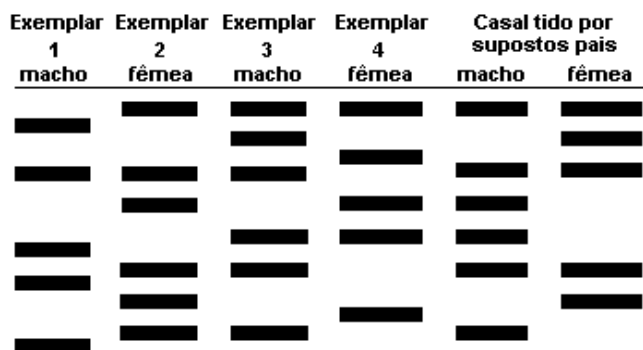 Exemplar Exemplar Exemplar Exemplar Casal tido por
1 2 3 4 supostos pais
macho fêmea macho fêmea macho fêmea